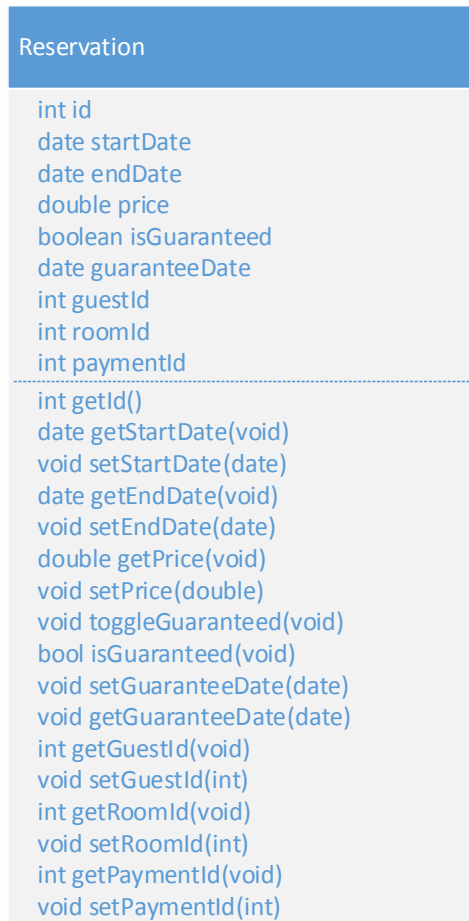 Reservation
int id
date startDate
date endDate
double price
boolean isGuaranteed
date guaranteeDate
int guestId
int roomId
int paymentId
int getId()
date getStartDate(void)
void setStartDate(date)
date getEndDate(void)
void setEndDate(date)
double getPrice(void)
void setPrice(double)
void toggleGuaranteed(void)
bool isGuaranteed(void)
void setGuaranteeDate(date)
void getGuaranteeDate(date)
int getGuestId(void)
void setGuestId(int)
int getRoomId(void)
void setRoomId(int)
int getPaymentId(void)
void setPaymentId(int)